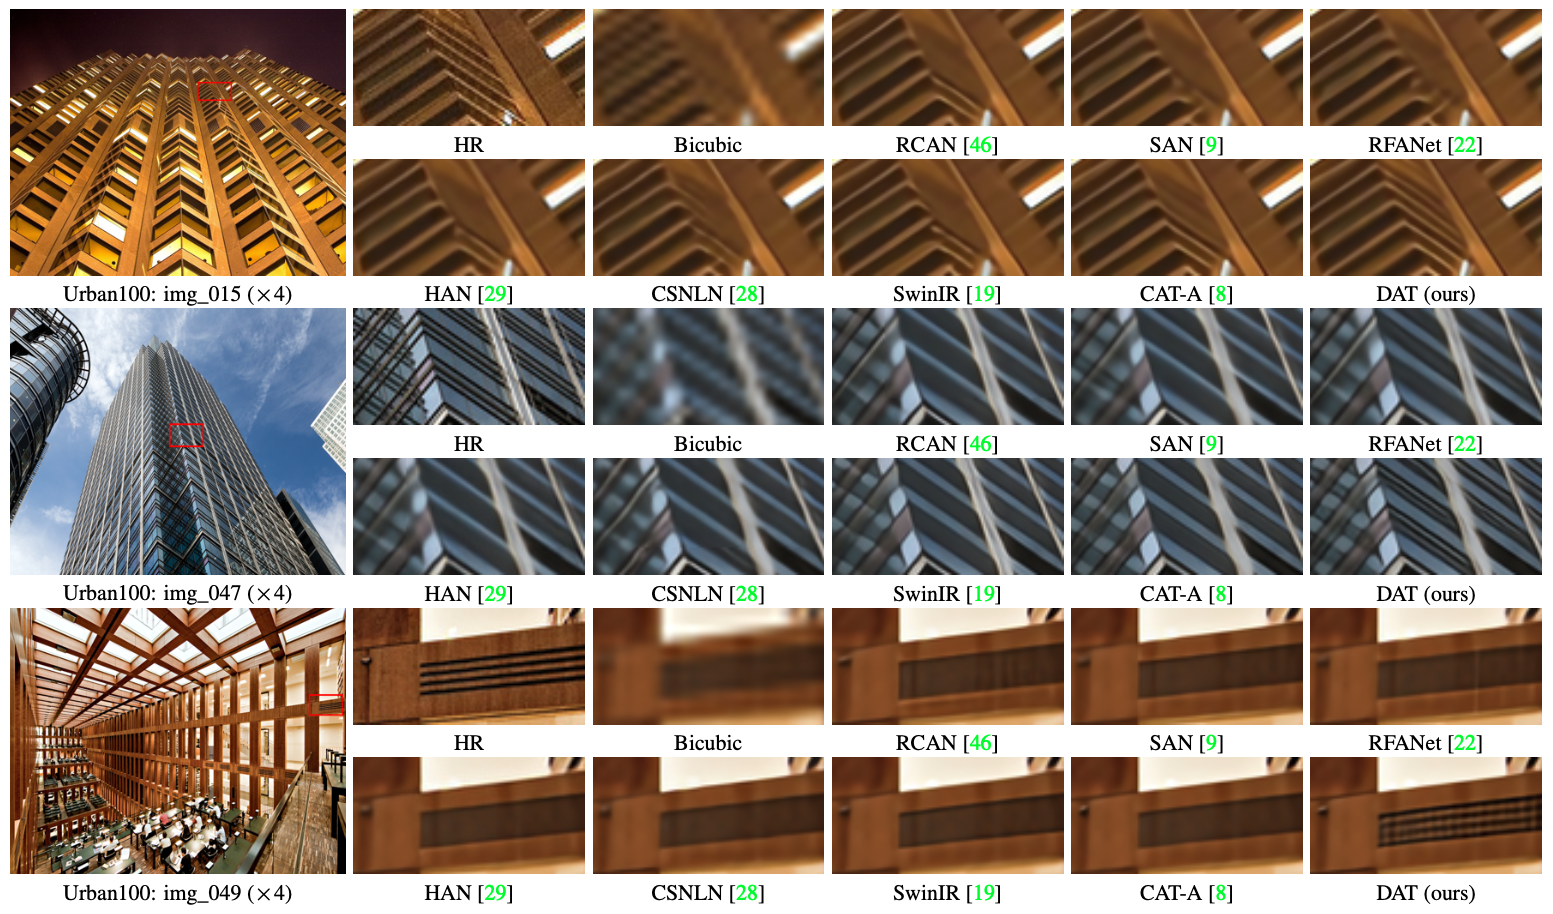 HR Bicubic RCAN [46] SAN [9] RFANet [22]
Urban100: img_015 (×4) HAN [29] CSNLN [28] SwinIR [19] CAT-A [8] DAT (ours)
HR Bicubic RCAN [46] SAN [9] RFANet [22]
Urban100: img_047 (×4) HAN [29] CSNLN [28] SwinIR [19] CAT-A [8] DAT (ours)
HR Bicubic RCAN [46] SAN [9] RFANet [22]
Urban100: img_049 (×4) HAN [29] CSNLN [28] SwinIR [19] CAT-A [8] DAT (ours)